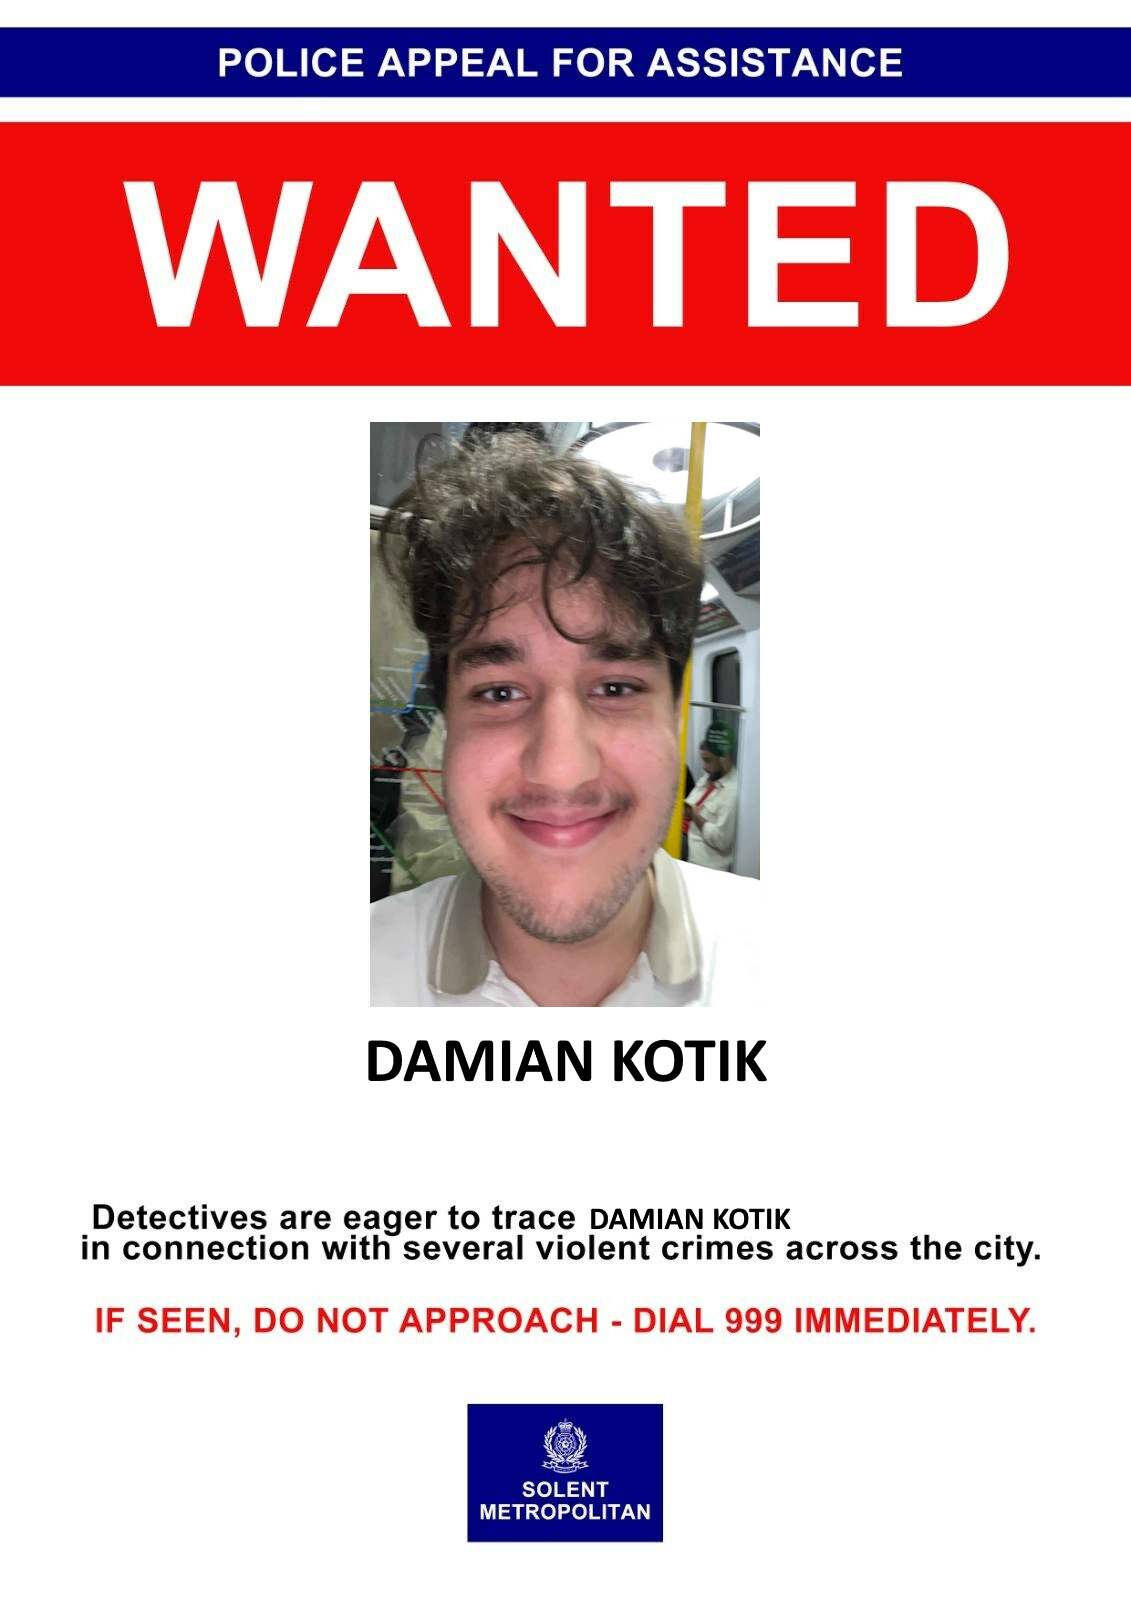 POLICE APPEAL FOR ASSISTANCE
WANTED
DAMIAN KOTIK
Detectives are eager to trace DAMIAN KOTIK
in connection with several violent crimes across the city.
IF SEEN, DO NOT APPROACH - DIAL 999 IMMEDIATELY.
SOLENT
METROPOLITAN